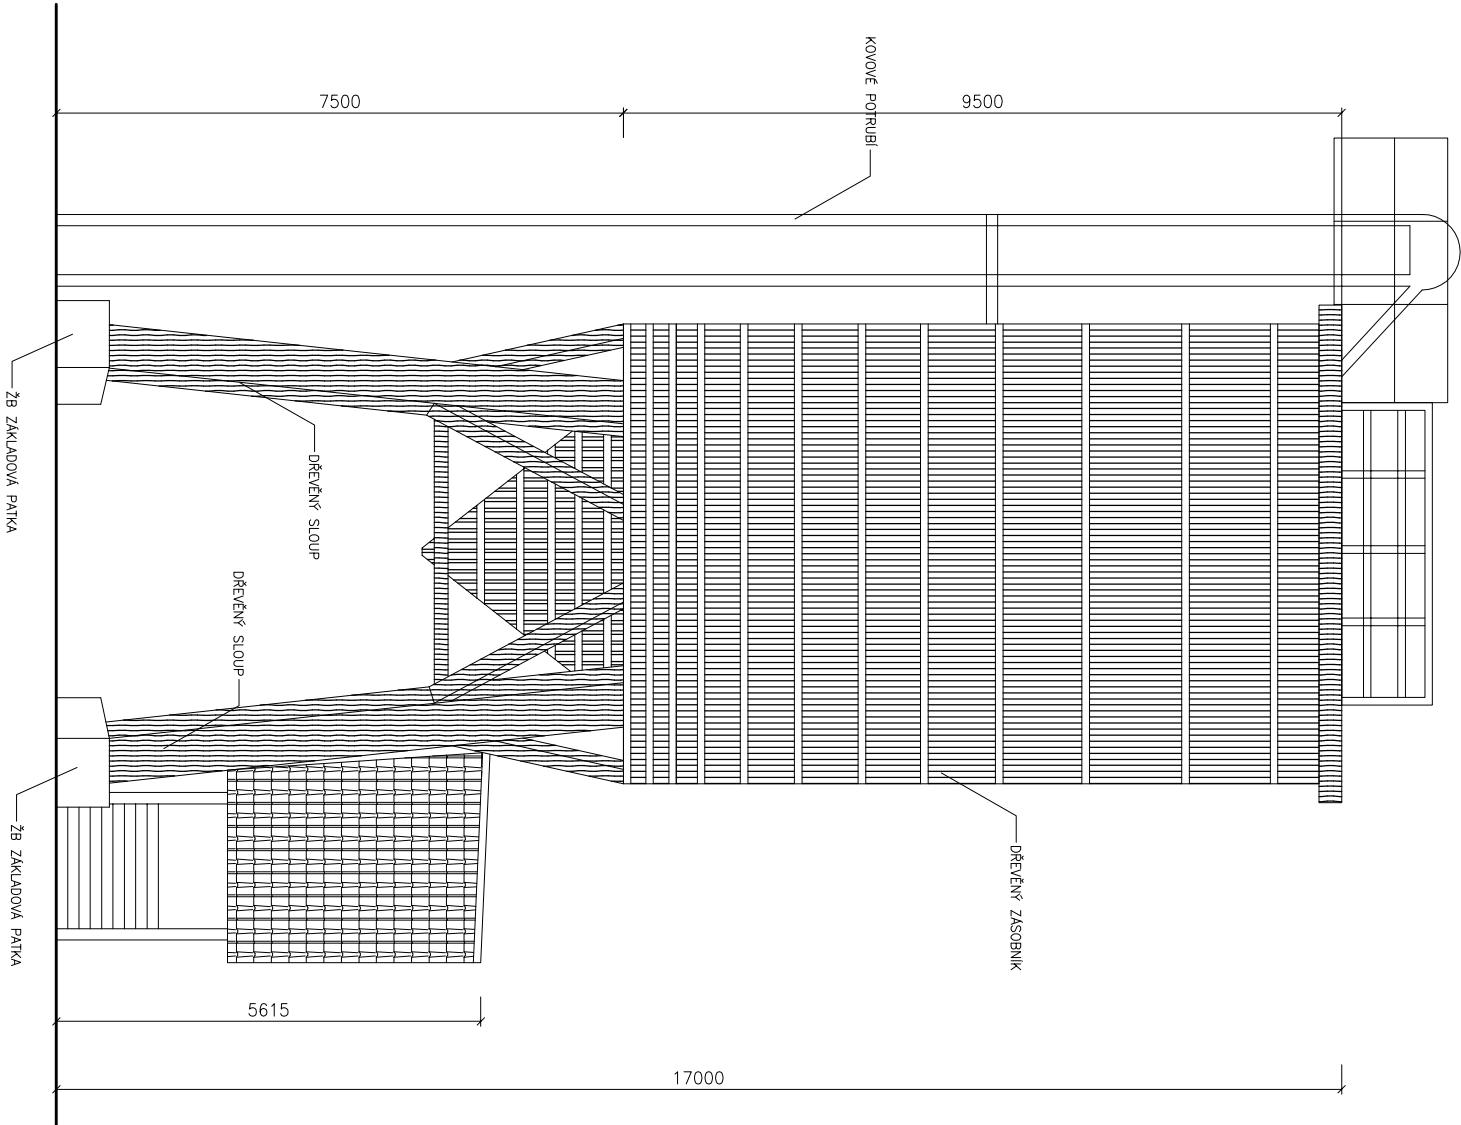 7500
9500
KOVOVÉ POTRUBÍ
ŽB ZÁKLADOVÁ PATKA
DŘEVĚNÝ SLOUP
DŘEVĚNÝ SLOUP
ŽB ZÁKLADOVÁ PATKA
DŘEVĚNÝ ZÁSOBNÍK
5615
17000